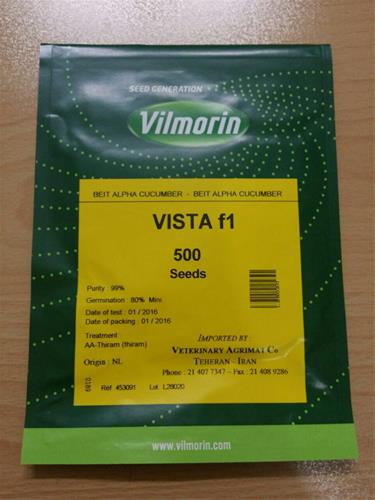 SEED GENERATION
Vilmorin
BEIT ALPHA CUCUMBER - BEIT ALPHA CUCUMBER
VISTA f1
500
Seeds
Purity : 99%
Germination : 80% Mini
Date of test : 01 / 2016
Date of packing : 01 / 2016
Treatment
AA-Thiram (thiram)
Origin : NL
IMPORTED BY
VETERINARY AGRIMAT Co
TEHERAN - IRAN
Phone : 21 407 7347 – Fax : 21 408 9286
0189
Réf 453091 Lot L28020
www.vilmorin.com